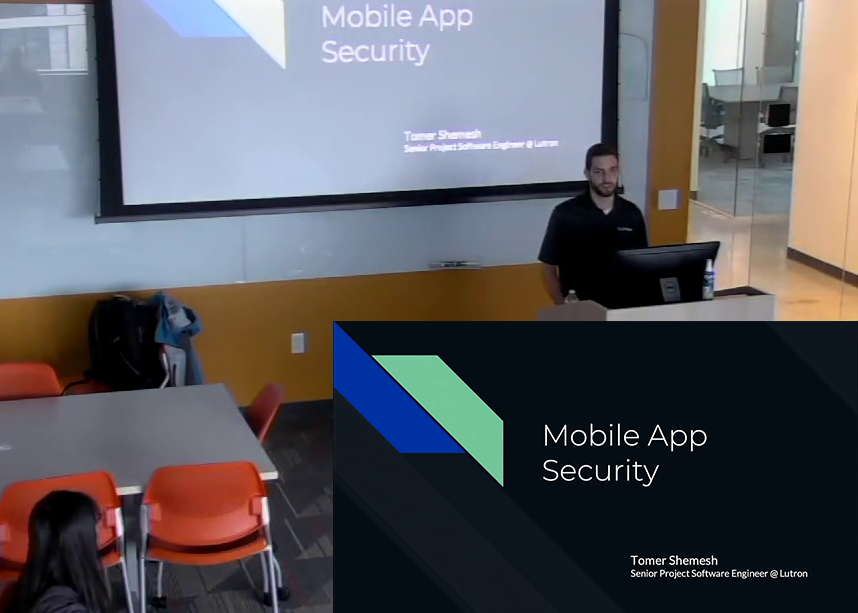 Mobile App
Security
Tomer Shemesh
Senior Project Software Engineer @ Lutron
Mobile App
Security
Tomer Shemesh
Senior Project Software Engineer @ Lutron